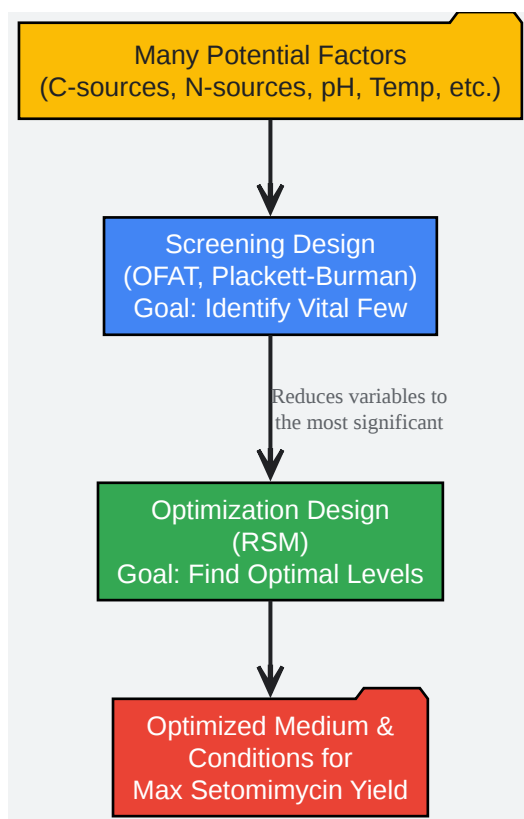 Many Potential Factors
(C-sources, N-sources, pH, Temp, etc.)
Screening Design
(OFAT, Plackett-Burman)
Goal: Identify Vital Few
Reduces variables to
the most significant
Optimization Design
(RSM)
Goal: Find Optimal Levels
Optimized Medium &
Conditions for
Max Setomimycin Yield